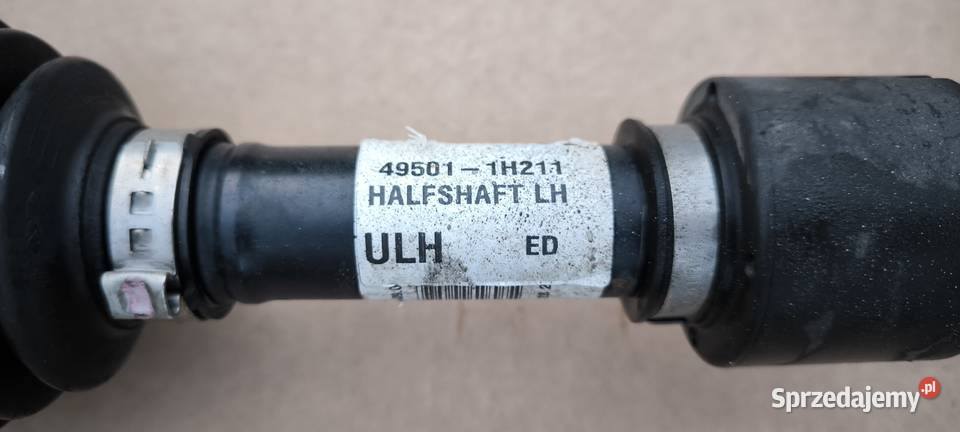 49501-1H211
HALFSHAFT LH
ULH ED
Sprzedajemy.pl